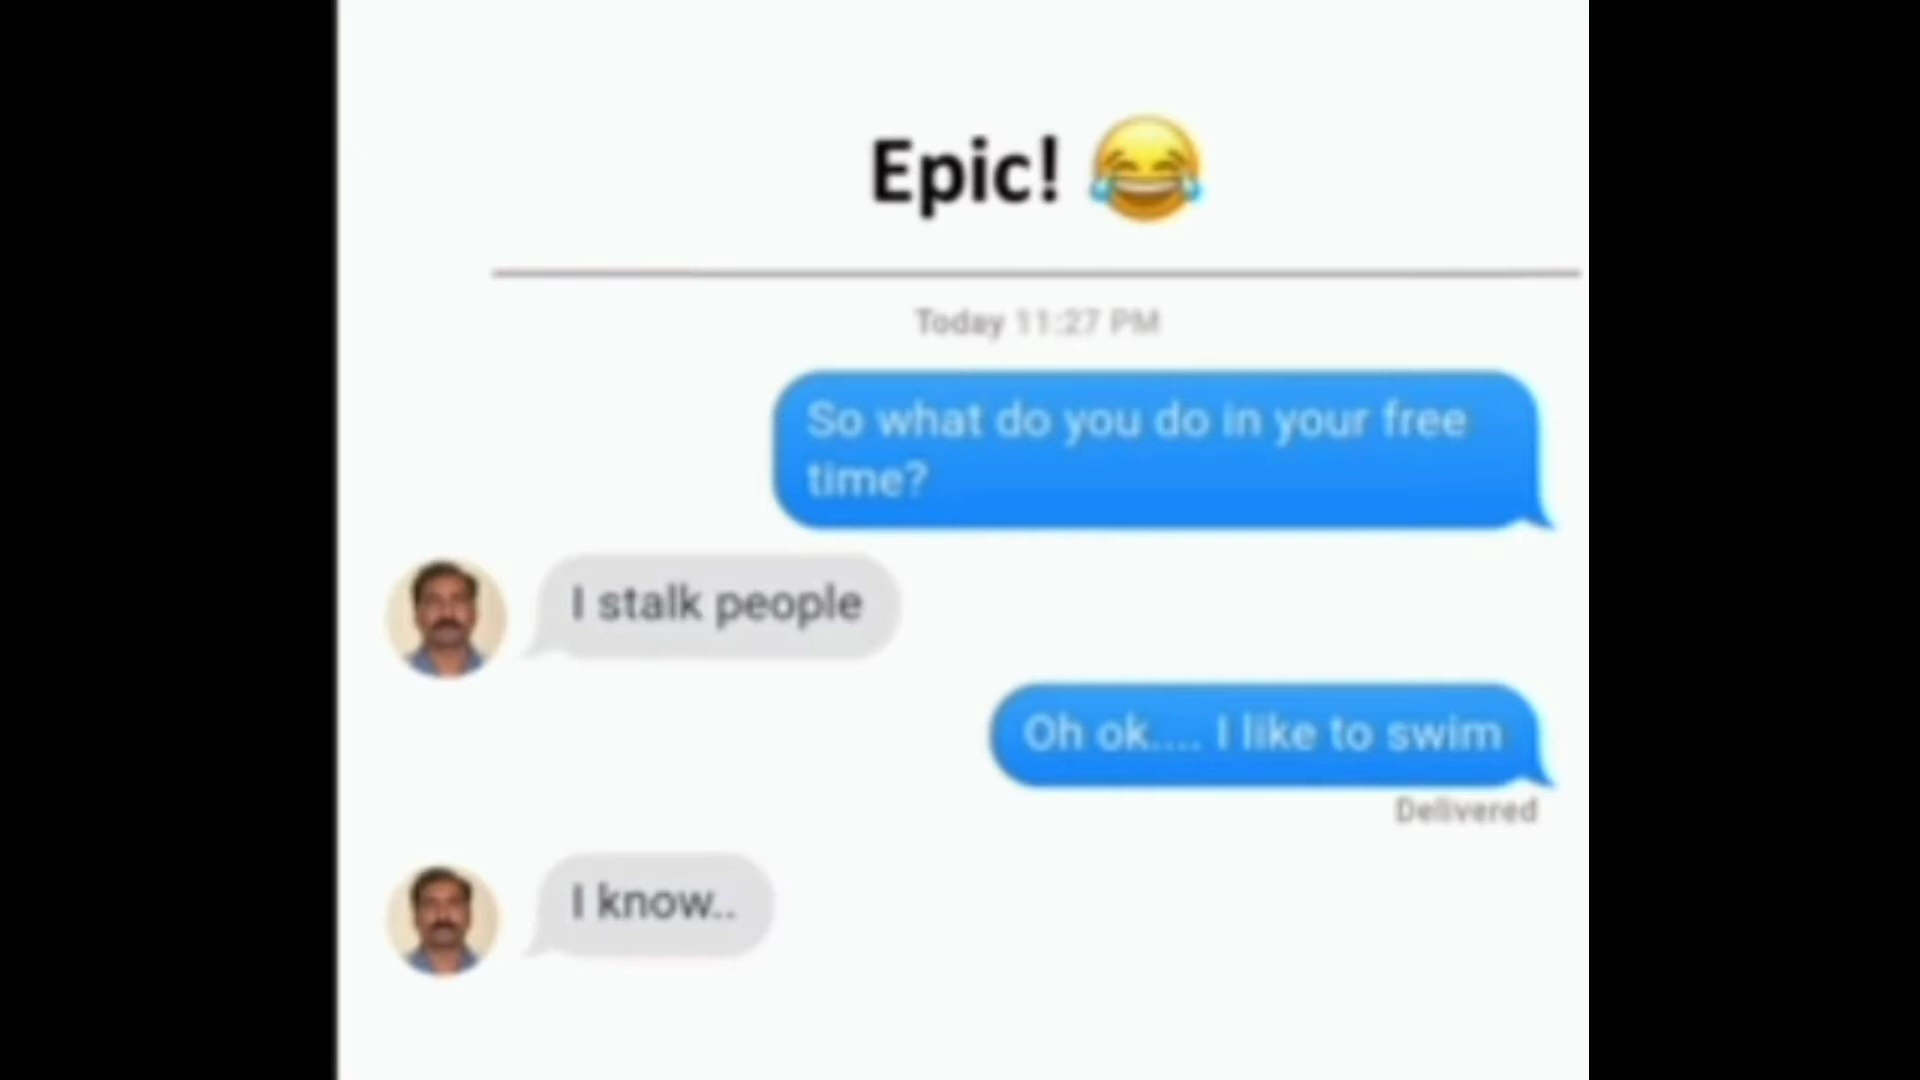 Epic! 😂
Today 11:27 PM
So what do you do in your free
time?
I stalk people
Oh ok.... I like to swim
Delivered
I know..